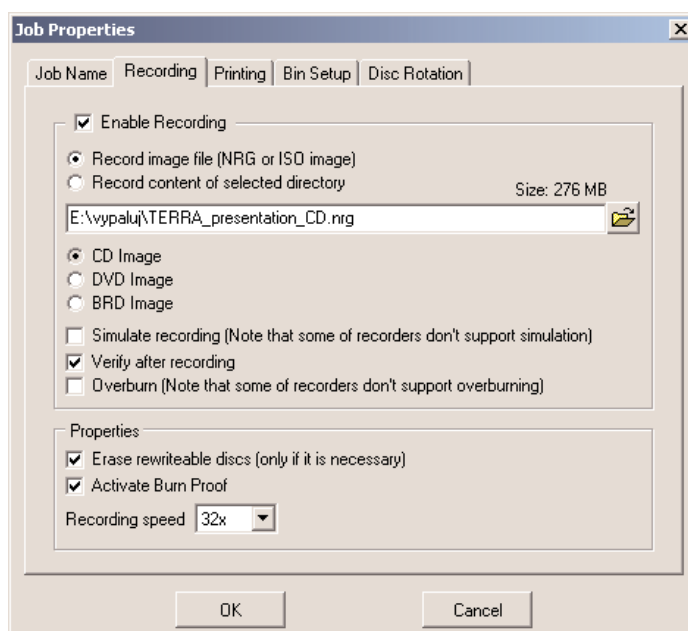 Job Properties
Job Name Recording Printing Bin Setup Disc Rotation
Enable Recording
Record image file (NRG or ISO image)
Record content of selected directory
Size: 276 MB
E:\vypaluj\TERRA_presentation_CD.nrg
CD Image
DVD Image
BRD Image
Simulate recording (Note that some of recorders don't support simulation)
Verify after recording
Overburn (Note that some of recorders don't support overburning)
Properties
Erase rewriteable discs (only if it is necessary)
Activate Burn Proof
Recording speed 32x
OK Cancel